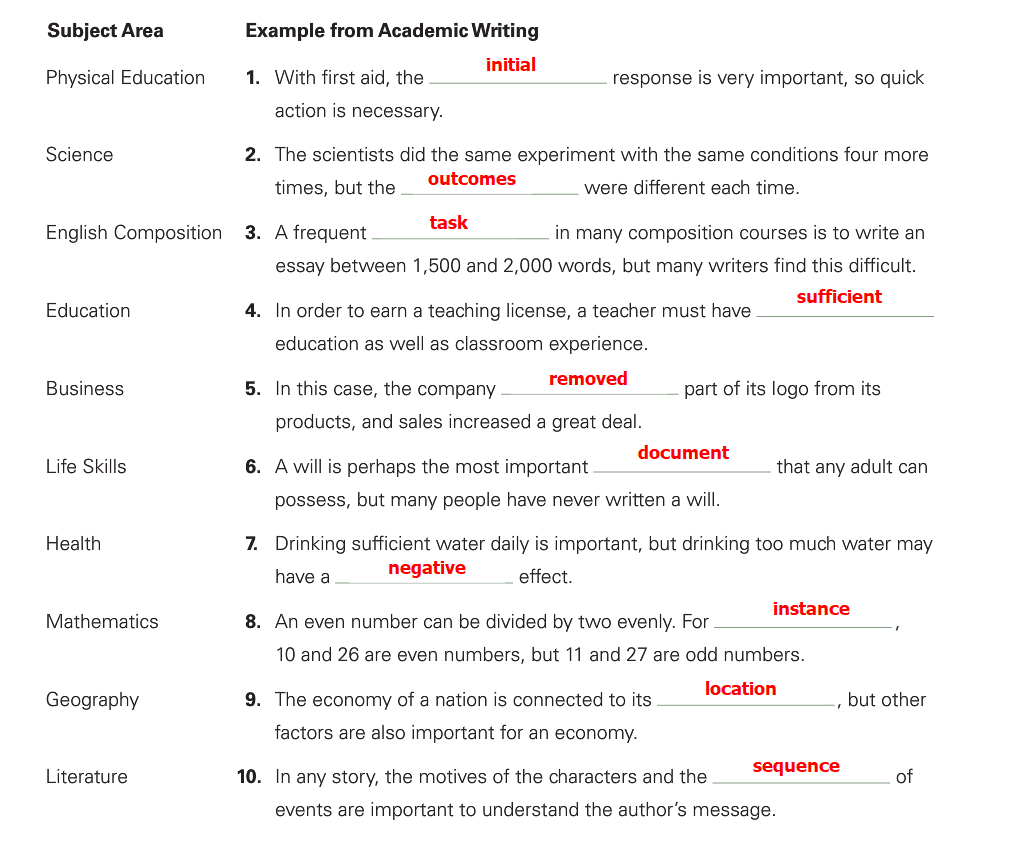 Subject Area Example from Academic Writing
Physical Education 1. With first aid, the initial response is very important, so quick
action is necessary.
Science 2. The scientists did the same experiment with the same conditions four more
times, but the outcomes were different each time.
English Composition 3. A frequent task in many composition courses is to write an
essay between 1,500 and 2,000 words, but many writers find this difficult.
Education 4. In order to earn a teaching license, a teacher must have sufficient
education as well as classroom experience.
Business 5. In this case, the company removed part of its logo from its
products, and sales increased a great deal.
Life Skills 6. A will is perhaps the most important document that any adult can
possess, but many people have never written a will.
Health 7. Drinking sufficient water daily is important, but drinking too much water may
have a negative effect.
Mathematics 8. An even number can be divided by two evenly. For instance,
10 and 26 are even numbers, but 11 and 27 are odd numbers.
Geography 9. The economy of a nation is connected to its location, but other
factors are also important for an economy.
Literature 10. In any story, the motives of the characters and the sequence of
events are important to understand the author's message.